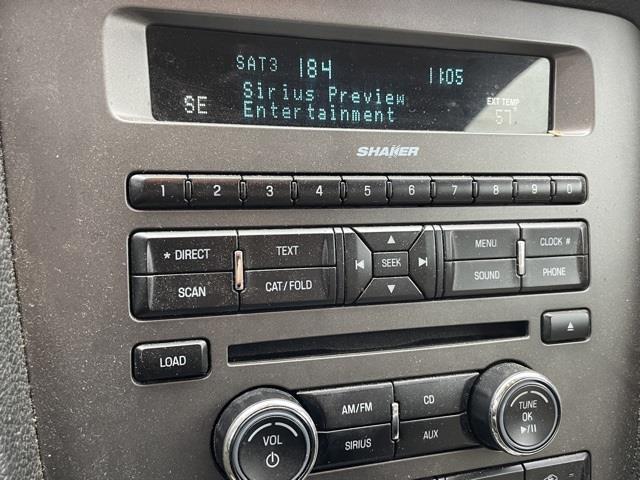 SAT3 184 11:05
Sirius Preview
SE Entertainment EXT TEMP 57°
SHAKER
1 2 3 4 5 6 7 8 9 0
* DIRECT TEXT SEEK MENU CLOCK #
SCAN CAT/FOLD SOUND PHONE
LOAD
AM/FM CD
SIRIUS AUX
VOL
TUNE
OK